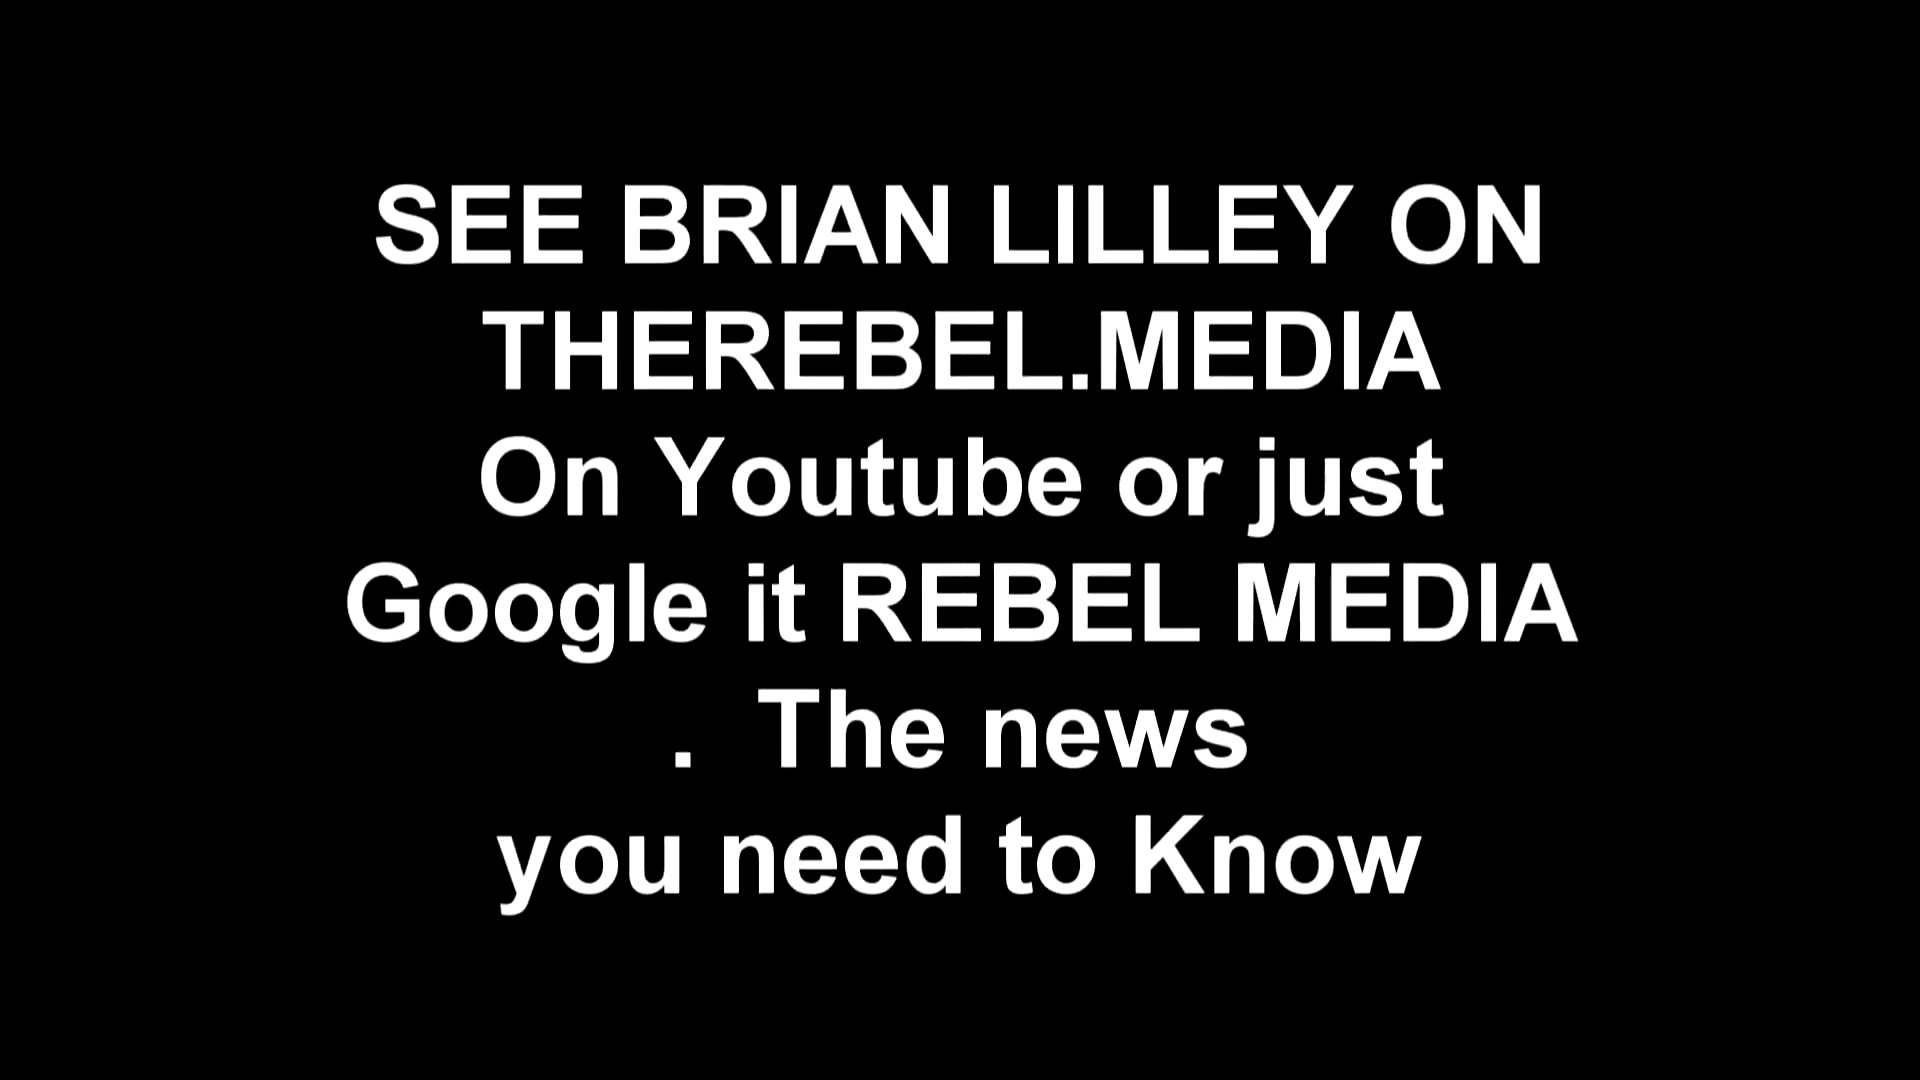 SEE BRIAN LILLEY ON
THEREBEL.MEDIA
On Youtube or just
Google it REBEL MEDIA
.  The news
you need to Know